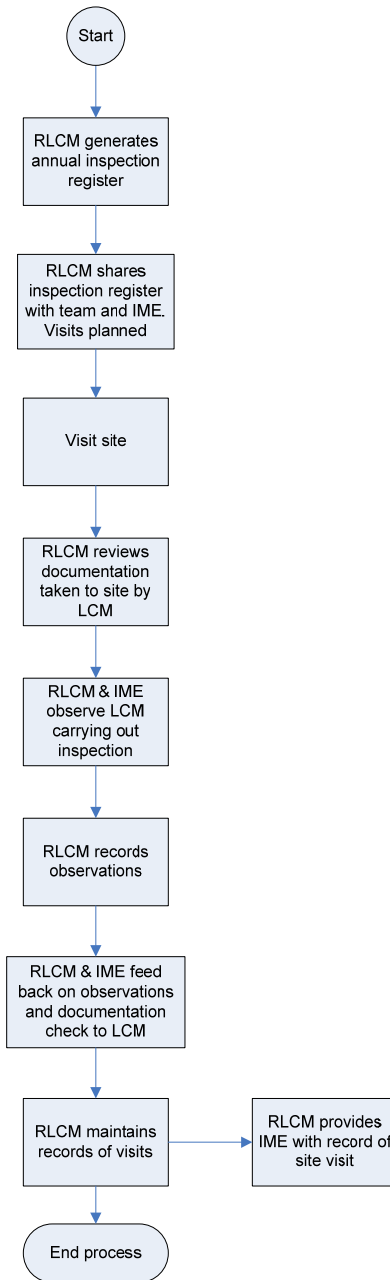 Start
RLCM generates
annual inspection
register
RLCM shares
inspection register
with team and IME.
Visits planned
Visit site
RLCM reviews
documentation
taken to site by
LCM
RLCM & IME
observe LCM
carrying out
inspection
RLCM records
observations
RLCM & IME feed
back on observations
and documentation
check to LCM
RLCM maintains
records of visits
RLCM provides
IME with record of
site visit
End process